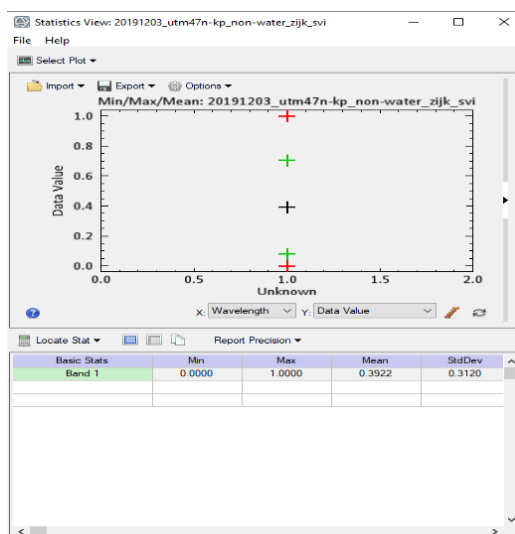 Statistics View: 20191203_utm47n-kp_non-water_zijk_svi
File Help
Select Plot
Import Export Options
Min/Max/Mean: 20191203_utm47n-kp_non-water_zijk_svi
1.0
0.8
0.6
0.4
0.2
0.0
Data Value
0.0 0.5 1.0 1.5 2.0
Unknown
X: Wavelength Y: Data Value
Locate Stat Report Precision
Basic Stats Min Max Mean StdDev
Band 1 0.0000 1.0000 0.3922 0.3120